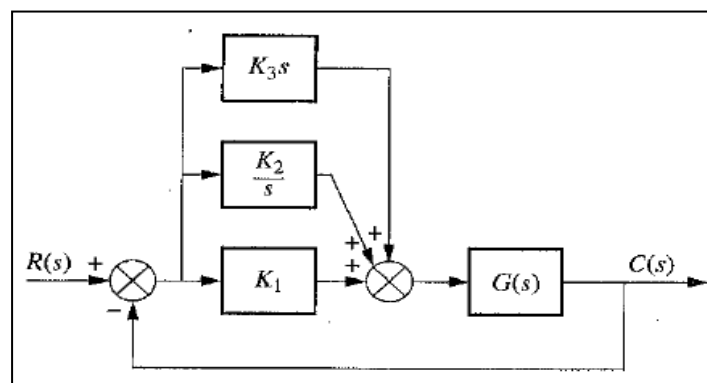 K₃s
K₂
s
+
+
R(s) + K₁ + G(s) C(s)
−